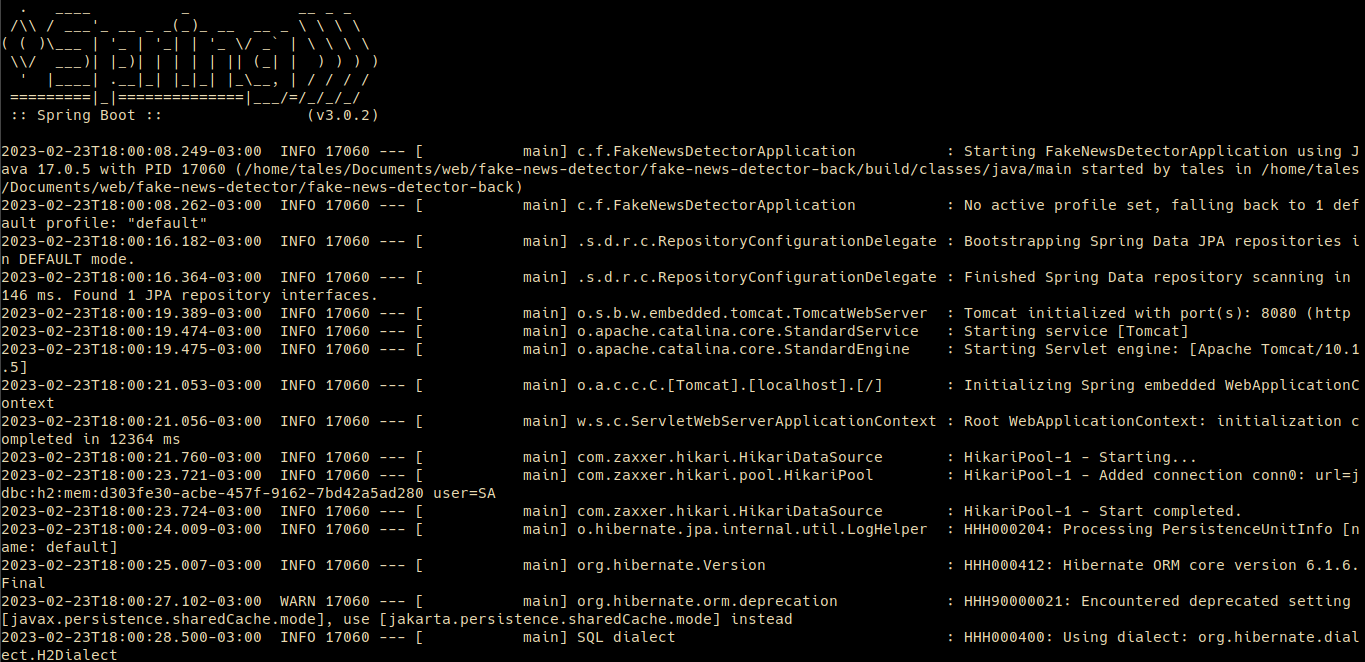 .   ____          _            __ _ _
 /\\ / ___'_ __ _ _(_)_ __  __ _ \ \ \ \
( ( )\___ | '_ | '_| | '_ \/ _` | \ \ \ \
 \\/  ___)| |_)| | | | | || (_| |  ) ) ) )
  '  |____| .__|_| |_|_| |_\__, | / / / /
 =========|_|==============|___/=/_/_/_/
 :: Spring Boot ::                (v3.0.2)
2023-02-23T18:00:08.249-03:00  INFO 17060 --- [           main] c.f.FakeNewsDetectorApplication          : Starting FakeNewsDetectorApplication using J
ava 17.0.5 with PID 17060 (/home/tales/Documents/web/fake-news-detector/fake-news-detector-back/build/classes/java/main started by tales in /home/tales
/Documents/web/fake-news-detector/fake-news-detector-back)
2023-02-23T18:00:08.262-03:00  INFO 17060 --- [           main] c.f.FakeNewsDetectorApplication          : No active profile set, falling back to 1 def
ault profile: "default"
2023-02-23T18:00:16.182-03:00  INFO 17060 --- [           main] .s.d.r.c.RepositoryConfigurationDelegate : Bootstrapping Spring Data JPA repositories i
n DEFAULT mode.
2023-02-23T18:00:16.364-03:00  INFO 17060 --- [           main] .s.d.r.c.RepositoryConfigurationDelegate : Finished Spring Data repository scanning in
146 ms. Found 1 JPA repository interfaces.
2023-02-23T18:00:19.389-03:00  INFO 17060 --- [           main] o.s.b.w.embedded.tomcat.TomcatWebServer  : Tomcat initialized with port(s): 8080 (http
2023-02-23T18:00:19.474-03:00  INFO 17060 --- [           main] o.apache.catalina.core.StandardService   : Starting service [Tomcat]
2023-02-23T18:00:19.475-03:00  INFO 17060 --- [           main] o.apache.catalina.core.StandardEngine    : Starting Servlet engine: [Apache Tomcat/10.1
.5]
2023-02-23T18:00:21.053-03:00  INFO 17060 --- [           main] o.a.c.c.C.[Tomcat].[localhost].[/]       : Initializing Spring embedded WebApplicationC
ontext
2023-02-23T18:00:21.056-03:00  INFO 17060 --- [           main] w.s.c.ServletWebServerApplicationContext : Root WebApplicationContext: initialization c
ompleted in 12364 ms
2023-02-23T18:00:21.760-03:00  INFO 17060 --- [           main] com.zaxxer.hikari.HikariDataSource       : HikariPool-1 - Starting...
2023-02-23T18:00:23.721-03:00  INFO 17060 --- [           main] com.zaxxer.hikari.pool.HikariPool        : HikariPool-1 - Added connection conn0: url=j
dbc:h2:mem:d303fe30-acbe-457f-9162-7bd42a5ad280 user=SA
2023-02-23T18:00:23.724-03:00  INFO 17060 --- [           main] com.zaxxer.hikari.HikariDataSource       : HikariPool-1 - Start completed.
2023-02-23T18:00:24.009-03:00  INFO 17060 --- [           main] o.hibernate.jpa.internal.util.LogHelper  : HHH000204: Processing PersistenceUnitInfo [n
ame: default]
2023-02-23T18:00:25.007-03:00  INFO 17060 --- [           main] org.hibernate.Version                    : HHH000412: Hibernate ORM core version 6.1.6.
Final
2023-02-23T18:00:27.102-03:00  WARN 17060 --- [           main] org.hibernate.orm.deprecation            : HHH90000021: Encountered deprecated setting
[javax.persistence.sharedCache.mode], use [jakarta.persistence.sharedCache.mode] instead
2023-02-23T18:00:28.500-03:00  INFO 17060 --- [           main] SQL dialect                              : HHH000400: Using dialect: org.hibernate.dial
ect.H2Dialect